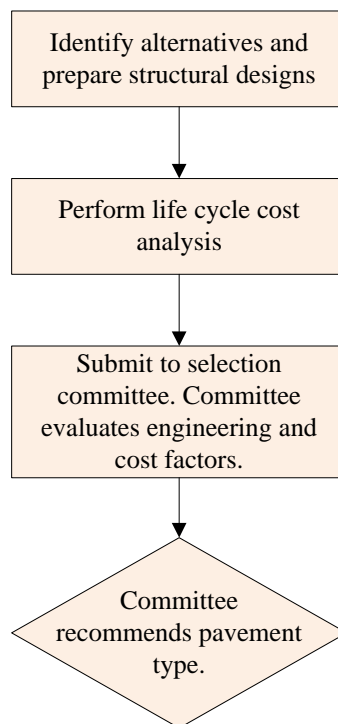 Identify alternatives and
prepare structural designs
Perform life cycle cost
analysis
Submit to selection
committee. Committee
evaluates engineering and
cost factors.
Committee
recommends pavement
type.